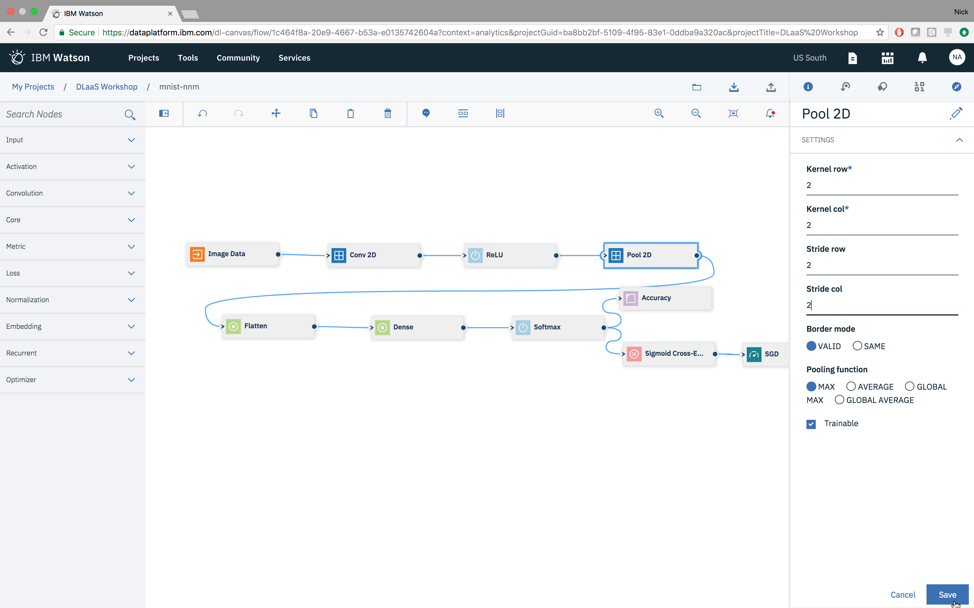 IBM Watson
Nick
Secure https://dataplatform.ibm.com/dl-canvas/flow/1c464f8a-20e9-4667-b53a-e0135742604a?context=analytics&projectGuid=ba8bb2bf-5109-4f95-83e1-0ddba9a320ac&projectTitle=DLaaS%20Workshop
IBM Watson Projects Tools Community Services US South NA
My Projects / DLaaS Workshop / mnist-nnm
Search Nodes
Input
Activation
Convolution
Core
Metric
Loss
Normalization
Embedding
Recurrent
Optimizer
Image Data
Conv 2D
ReLU
Pool 2D
Accuracy
Flatten
Dense
Softmax
Sigmoid Cross-E...
SGD
Pool 2D
SETTINGS
Kernel row*
2
Kernel col*
2
Stride row
2
Stride col
2
Border mode
VALID SAME
Pooling function
MAX AVERAGE GLOBAL
MAX GLOBAL AVERAGE
Trainable
Cancel Save